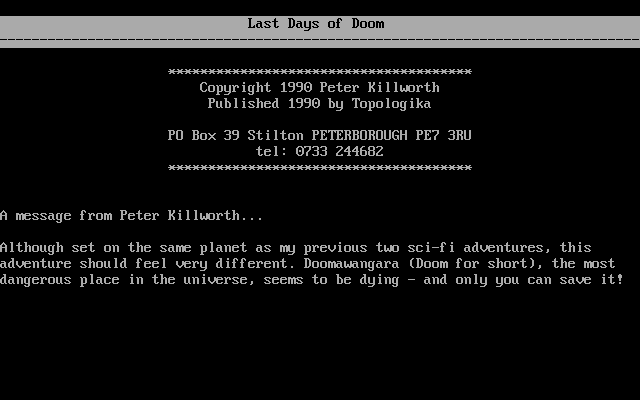 Last Days of Doom
--------------------------------------------------------------------------------
**************************************
Copyright 1990 Peter Killworth
Published 1990 by Topologika
PO Box 39 Stilton PETERBOROUGH PE7 3RU
tel: 0733 244682
**************************************
A message from Peter Killworth...
Although set on the same planet as my previous two sci-fi adventures, this
adventure should feel very different. Doomawangara (Doom for short), the most
dangerous place in the universe, seems to be dying - and only you can save it!